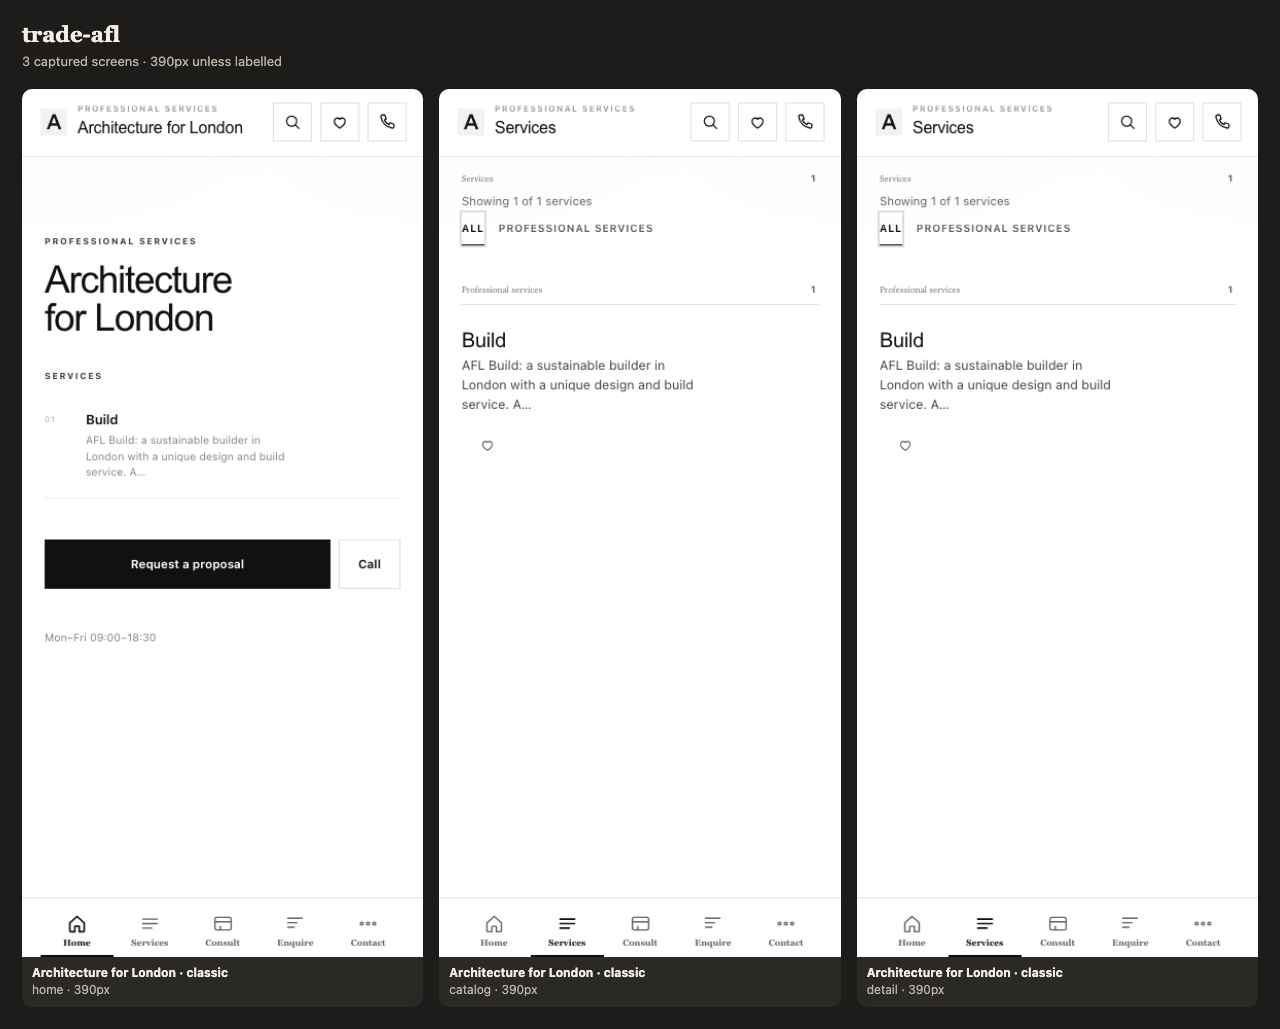 trade-afl
3 captured screens · 390px unless labelled
A
PROFESSIONAL SERVICES
Architecture for London
PROFESSIONAL SERVICES
Architecture
for London
SERVICES
01
Build
AFL Build: a sustainable builder in
London with a unique design and build
service. A...
Request a proposal
Call
Mon–Fri 09:00–18:30
Home
Services
Consult
Enquire
Contact
Architecture for London · classic
home · 390px
A
PROFESSIONAL SERVICES
Services
Services
1
Showing 1 of 1 services
ALL
PROFESSIONAL SERVICES
Professional services
1
Build
AFL Build: a sustainable builder in
London with a unique design and build
service. A...
Home
Services
Consult
Enquire
Contact
Architecture for London · classic
catalog · 390px
A
PROFESSIONAL SERVICES
Services
Services
1
Showing 1 of 1 services
ALL
PROFESSIONAL SERVICES
Professional services
1
Build
AFL Build: a sustainable builder in
London with a unique design and build
service. A...
Home
Services
Consult
Enquire
Contact
Architecture for London · classic
detail · 390px